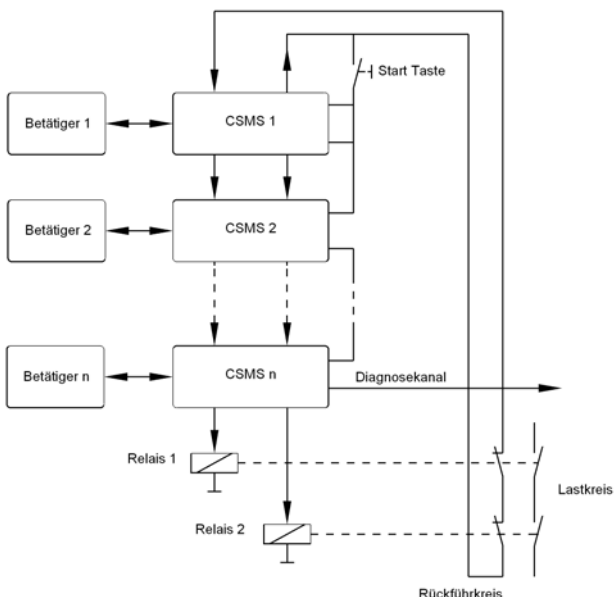 Start Taste
Betätiger 1
CSMS 1
Betätiger 2
CSMS 2
Betätiger n
CSMS n
Diagnosekanal
Relais 1
Lastkreis
Relais 2
Rückführkreis